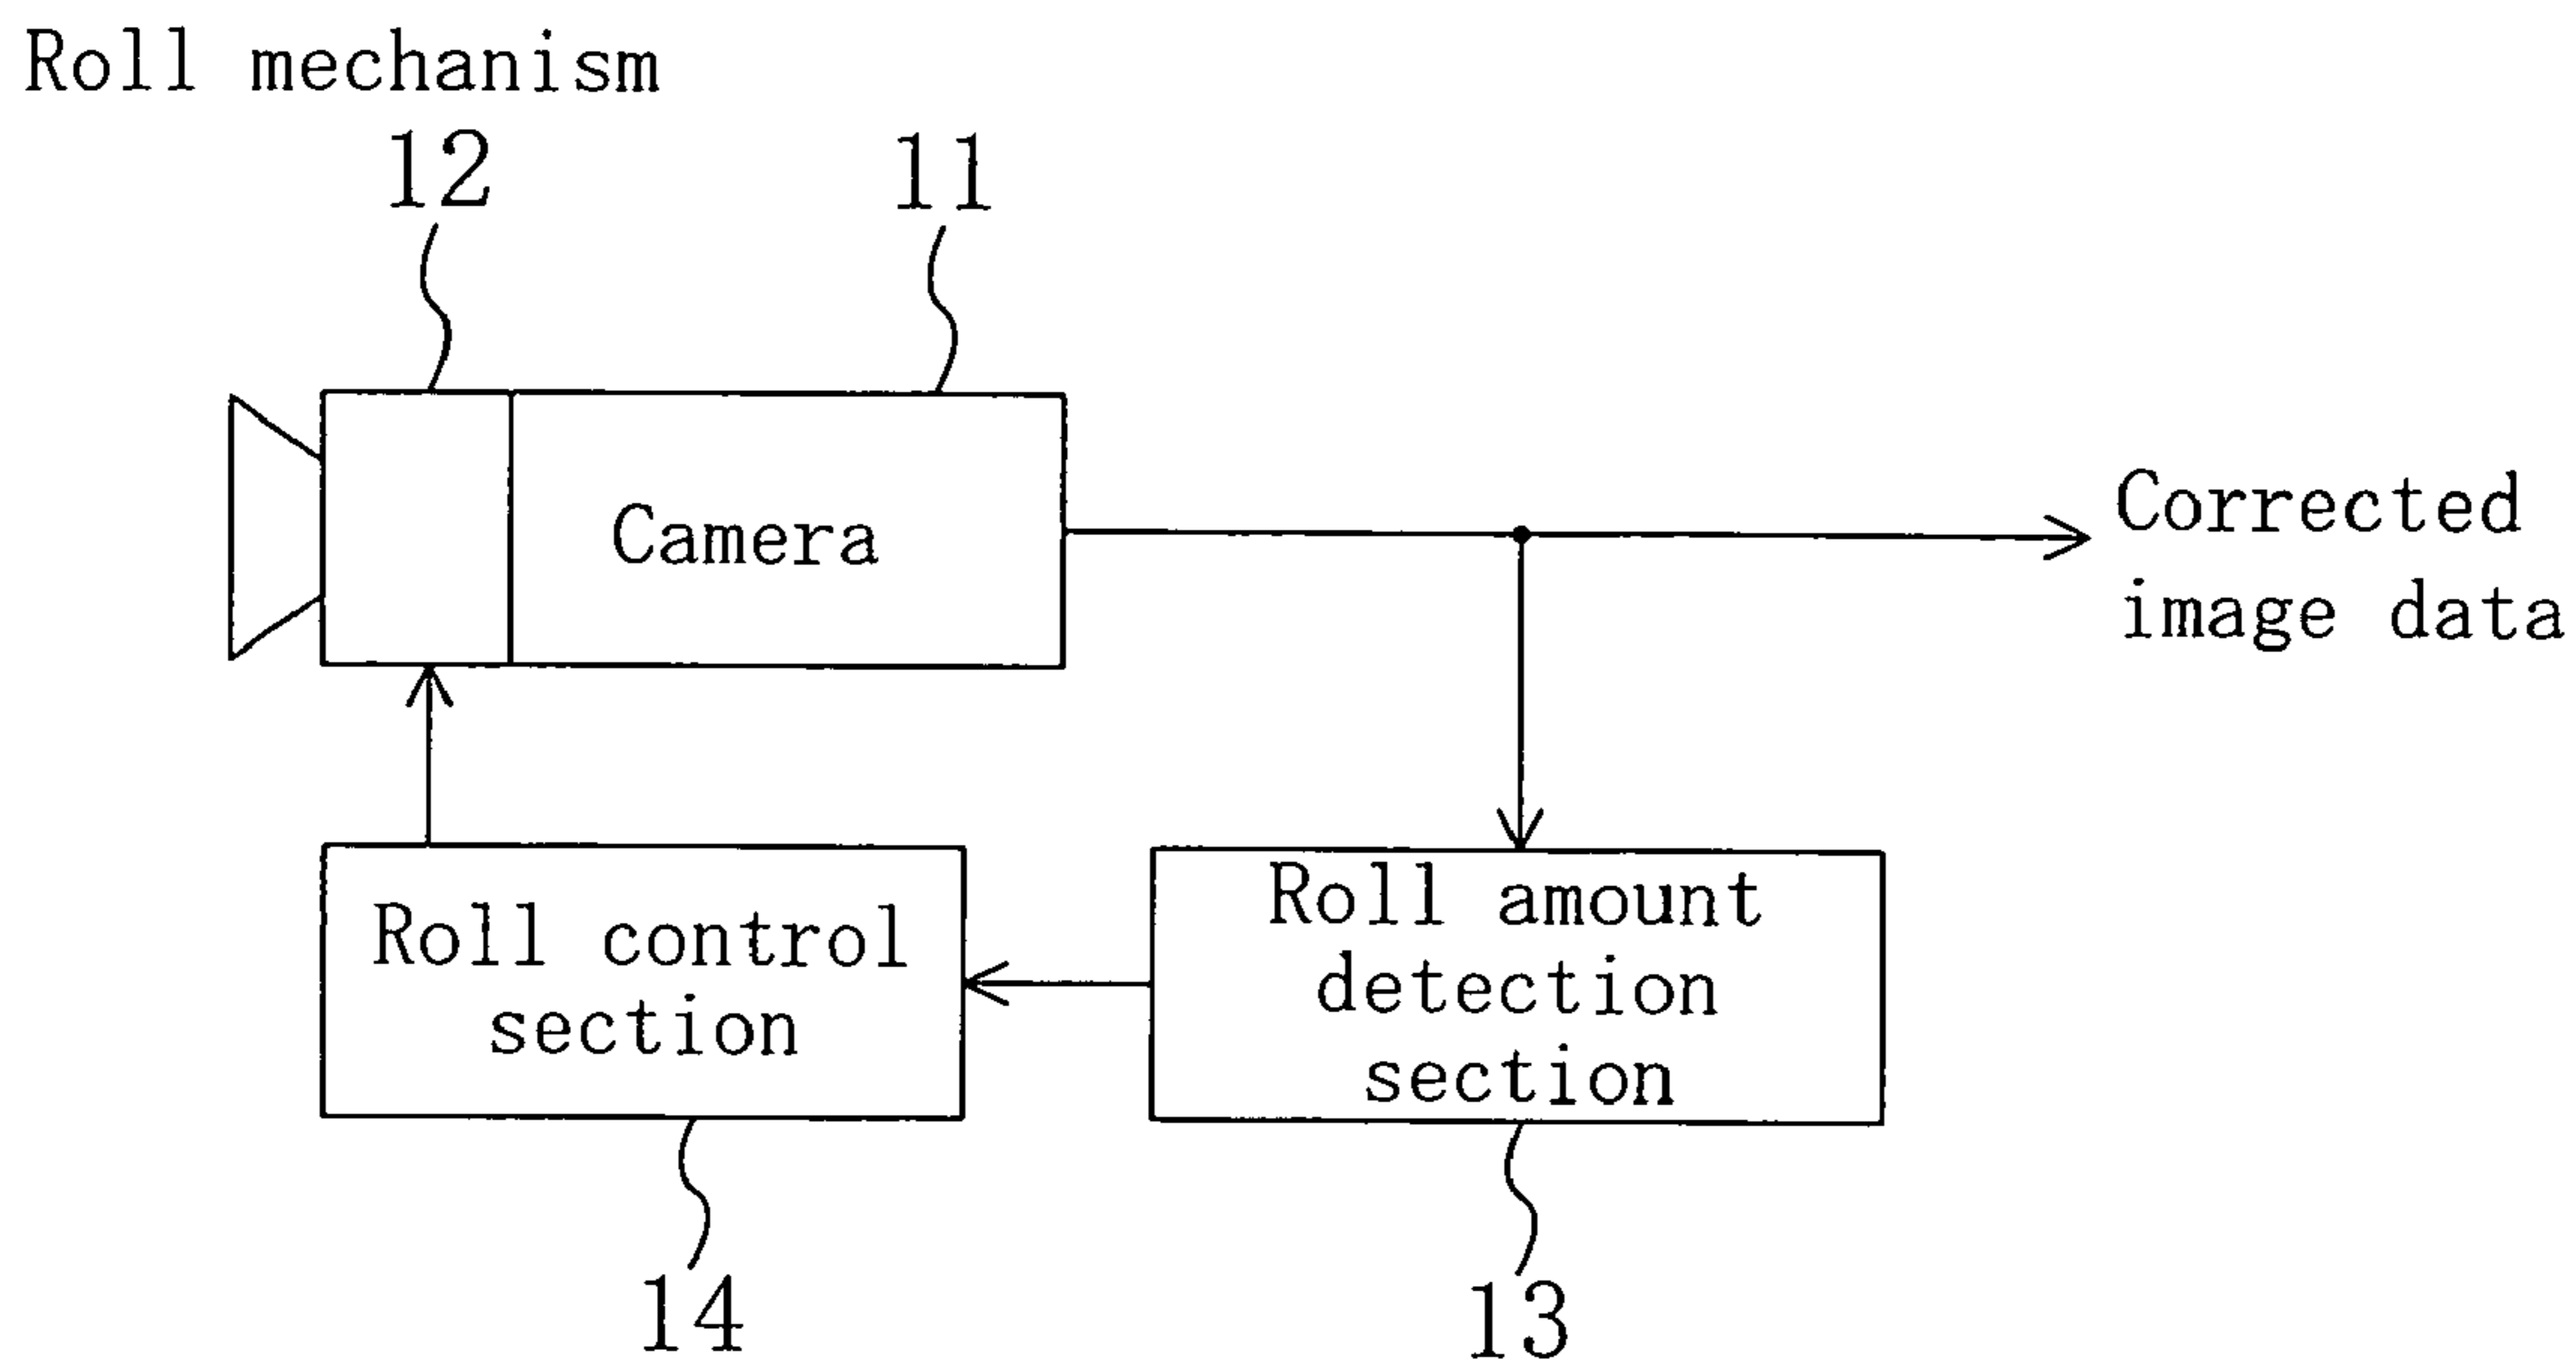 Roll mechanism
12
11
Camera
Corrected
image data
Roll control
section
Roll amount
detection
section
14
13